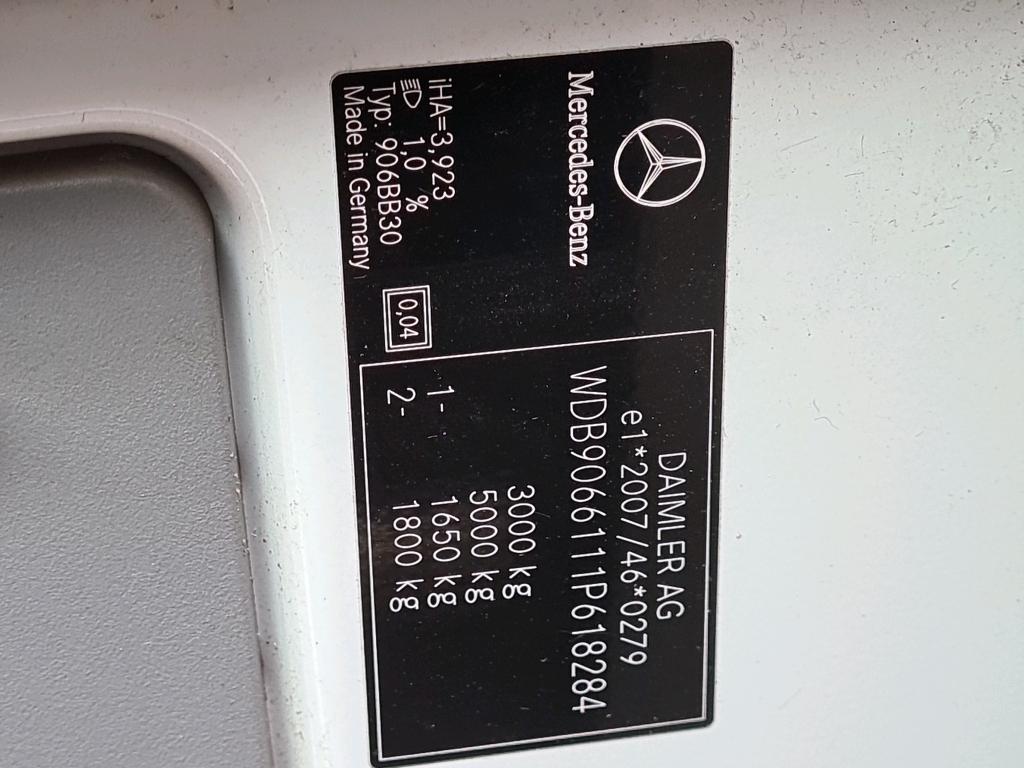 Mercedes-Benz
iHA=3,923
1,0 %
Typ: 906BB30
Made in Germany
0,04
DAIMLER AG
e1*2007/46*0279
WDB9066111P618284
3000 kg
5000 kg
1- 1650 kg
2- 1800 kg